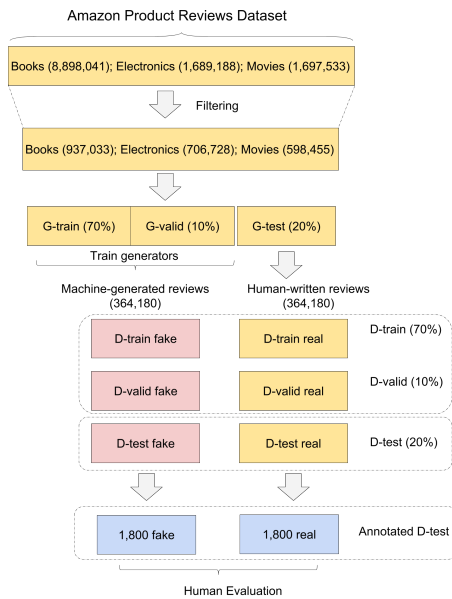 Amazon Product Reviews Dataset
Books (8,898,041); Electronics (1,689,188); Movies (1,697,533)
Filtering
Books (937,033); Electronics (706,728); Movies (598,455)
G-train (70%)
G-valid (10%)
G-test (20%)
Train generators
Machine-generated reviews
(364,180)
Human-written reviews
(364,180)
D-train fake
D-train real
D-train (70%)
D-valid fake
D-valid real
D-valid (10%)
D-test fake
D-test real
D-test (20%)
1,800 fake
1,800 real
Annotated D-test
Human Evaluation